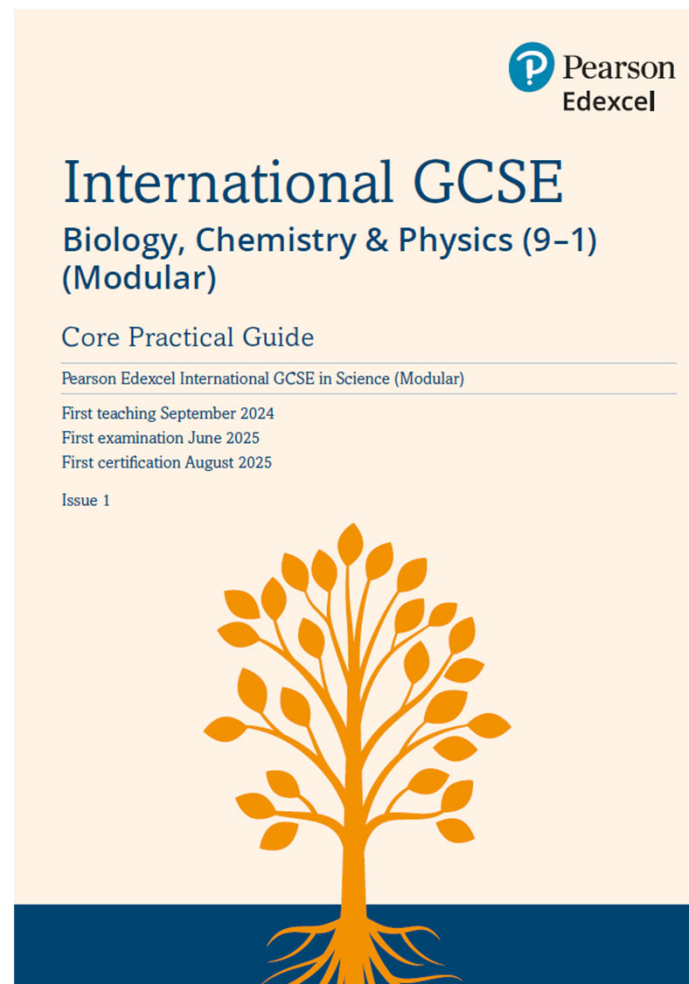 Pearson
Edexcel
International GCSE
Biology, Chemistry & Physics (9–1)
(Modular)
Core Practical Guide
Pearson Edexcel International GCSE in Science (Modular)
First teaching September 2024
First examination June 2025
First certification August 2025
Issue 1